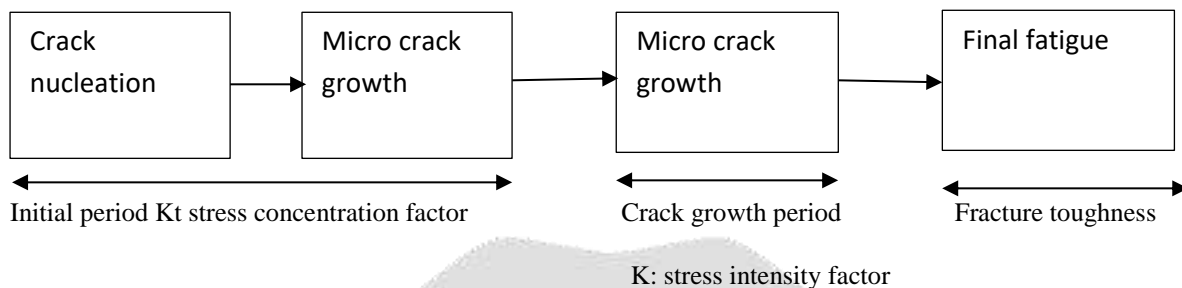 Crack
nucleation
Micro crack
growth
Micro crack
growth
Final fatigue
Initial period Kt stress concentration factor
Crack growth period
Fracture toughness
K: stress intensity factor